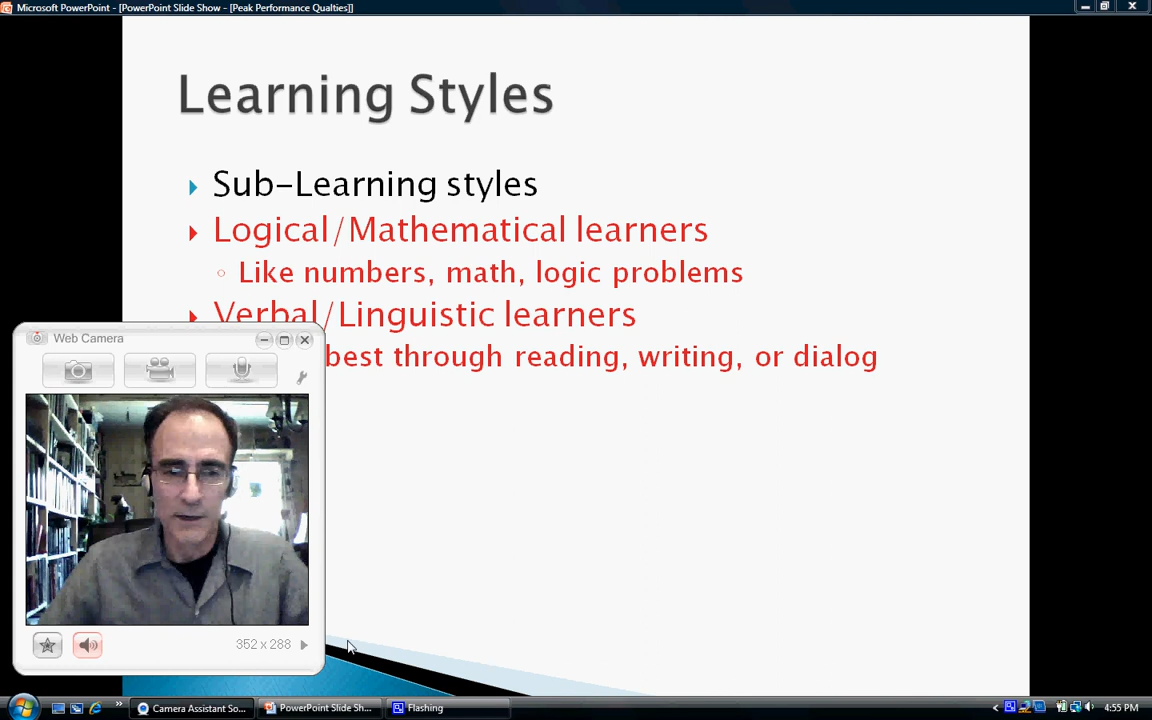 Microsoft PowerPoint - [PowerPoint Slide Show - [Peak Performance Qualties]]
Learning Styles
Sub-Learning styles
Logical/Mathematical learners
Like numbers, math, logic problems
Verbal/Linguistic learners
best through reading, writing, or dialog
Web Camera
352 x 288
Camera Assistant So...
PowerPoint Slide Sh...
Flashing
4:55 PM